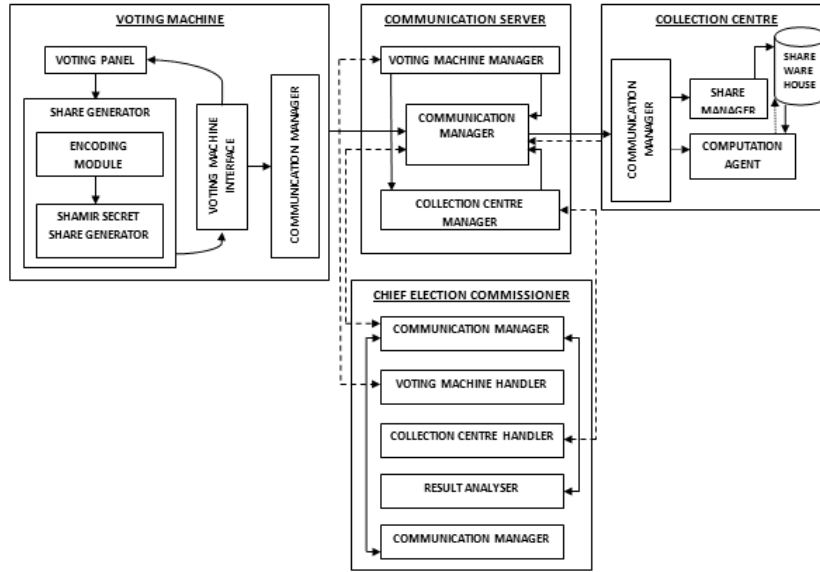 VOTING MACHINE
VOTING PANEL
SHARE GENERATOR
ENCODING
MODULE
SHAMIR SECRET
SHARE GENERATOR
VOTING MACHINE
INTERFACE
COMMUNICATION MANAGER
COMMUNICATION SERVER
VOTING MACHINE MANAGER
COMMUNICATION
MANAGER
COLLECTION CENTRE
MANAGER
COLLECTION CENTRE
COMMUNICATION
MANAGER
SHARE
MANAGER
COMPUTATION
AGENT
SHARE
WARE
HOUSE
CHIEF ELECTION COMMISSIONER
COMMUNICATION MANAGER
VOTING MACHINE HANDLER
COLLECTION CENTRE HANDLER
RESULT ANALYSER
COMMUNICATION MANAGER